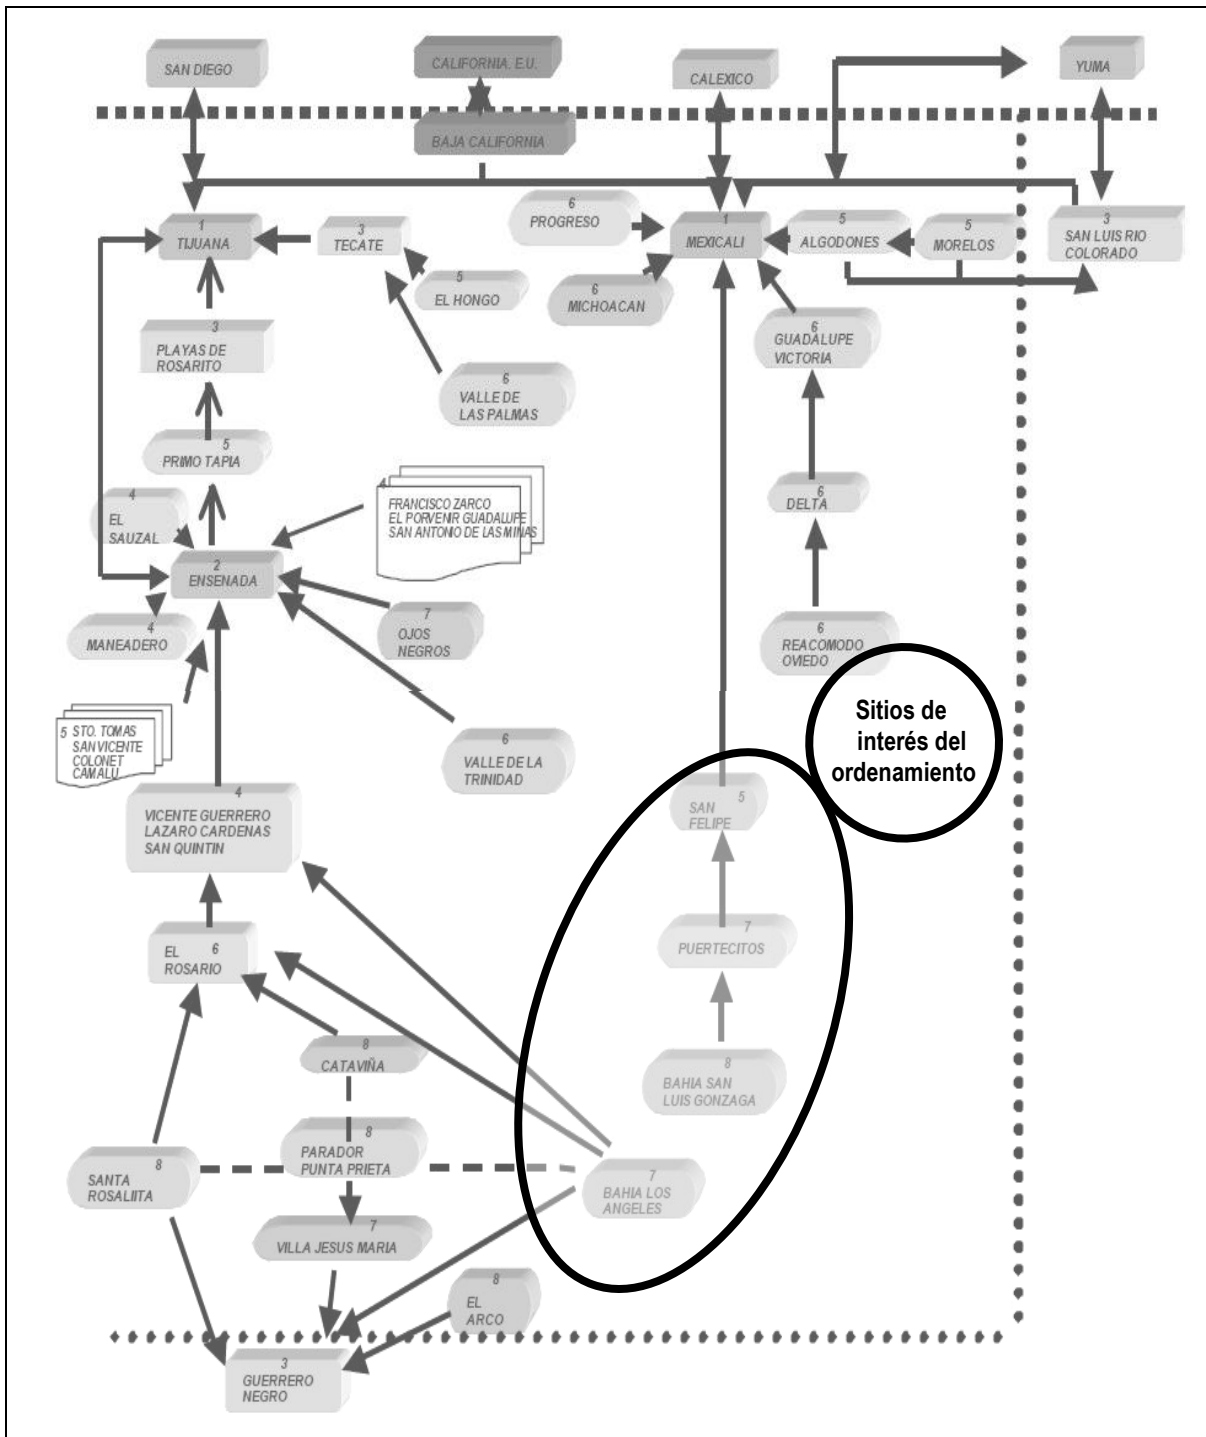 SAN DIEGO
CALIFORNIA, E.U.
CALEXICO
YUMA
BAJA CALIFORNIA
1
TIJUANA
3
TECATE
6
PROGRESO
1
MEXICALI
5
ALGODONES
5
MORELOS
3
SAN LUIS RIO
COLORADO
5
EL HONGO
6
MICHOACAN
3
PLAYAS DE
ROSARITO
6
GUADALUPE
VICTORIA
6
VALLE DE
LAS PALMAS
5
PRIMO TAPIA
4
EL
SAUZAL
4
FRANCISCO ZARCO
EL PORVENIR GUADALUPE
SAN ANTONIO DE LAS MINAS
6
DELTA
2
ENSENADA
4
MANEADERO
7
OJOS
NEGROS
6
REACOMODO
OVIEDO
Sitios de
interés del
ordenamiento
5 STO. TOMAS
SAN VICENTE
COLONET
CAMALU
6
VALLE DE LA
TRINIDAD
4
VICENTE GUERRERO
LAZARO CARDENAS
SAN QUINTIN
5
SAN
FELIPE
6
EL
ROSARIO
7
PUERTECITOS
8
CATAVIÑA
8
BAHIA SAN
LUIS GONZAGA
8
SANTA
ROSALIITA
8
PARADOR
PUNTA PRIETA
7
BAHIA LOS
ANGELES
7
VILLA JESUS MARIA
8
EL
ARCO
3
GUERRERO
NEGRO